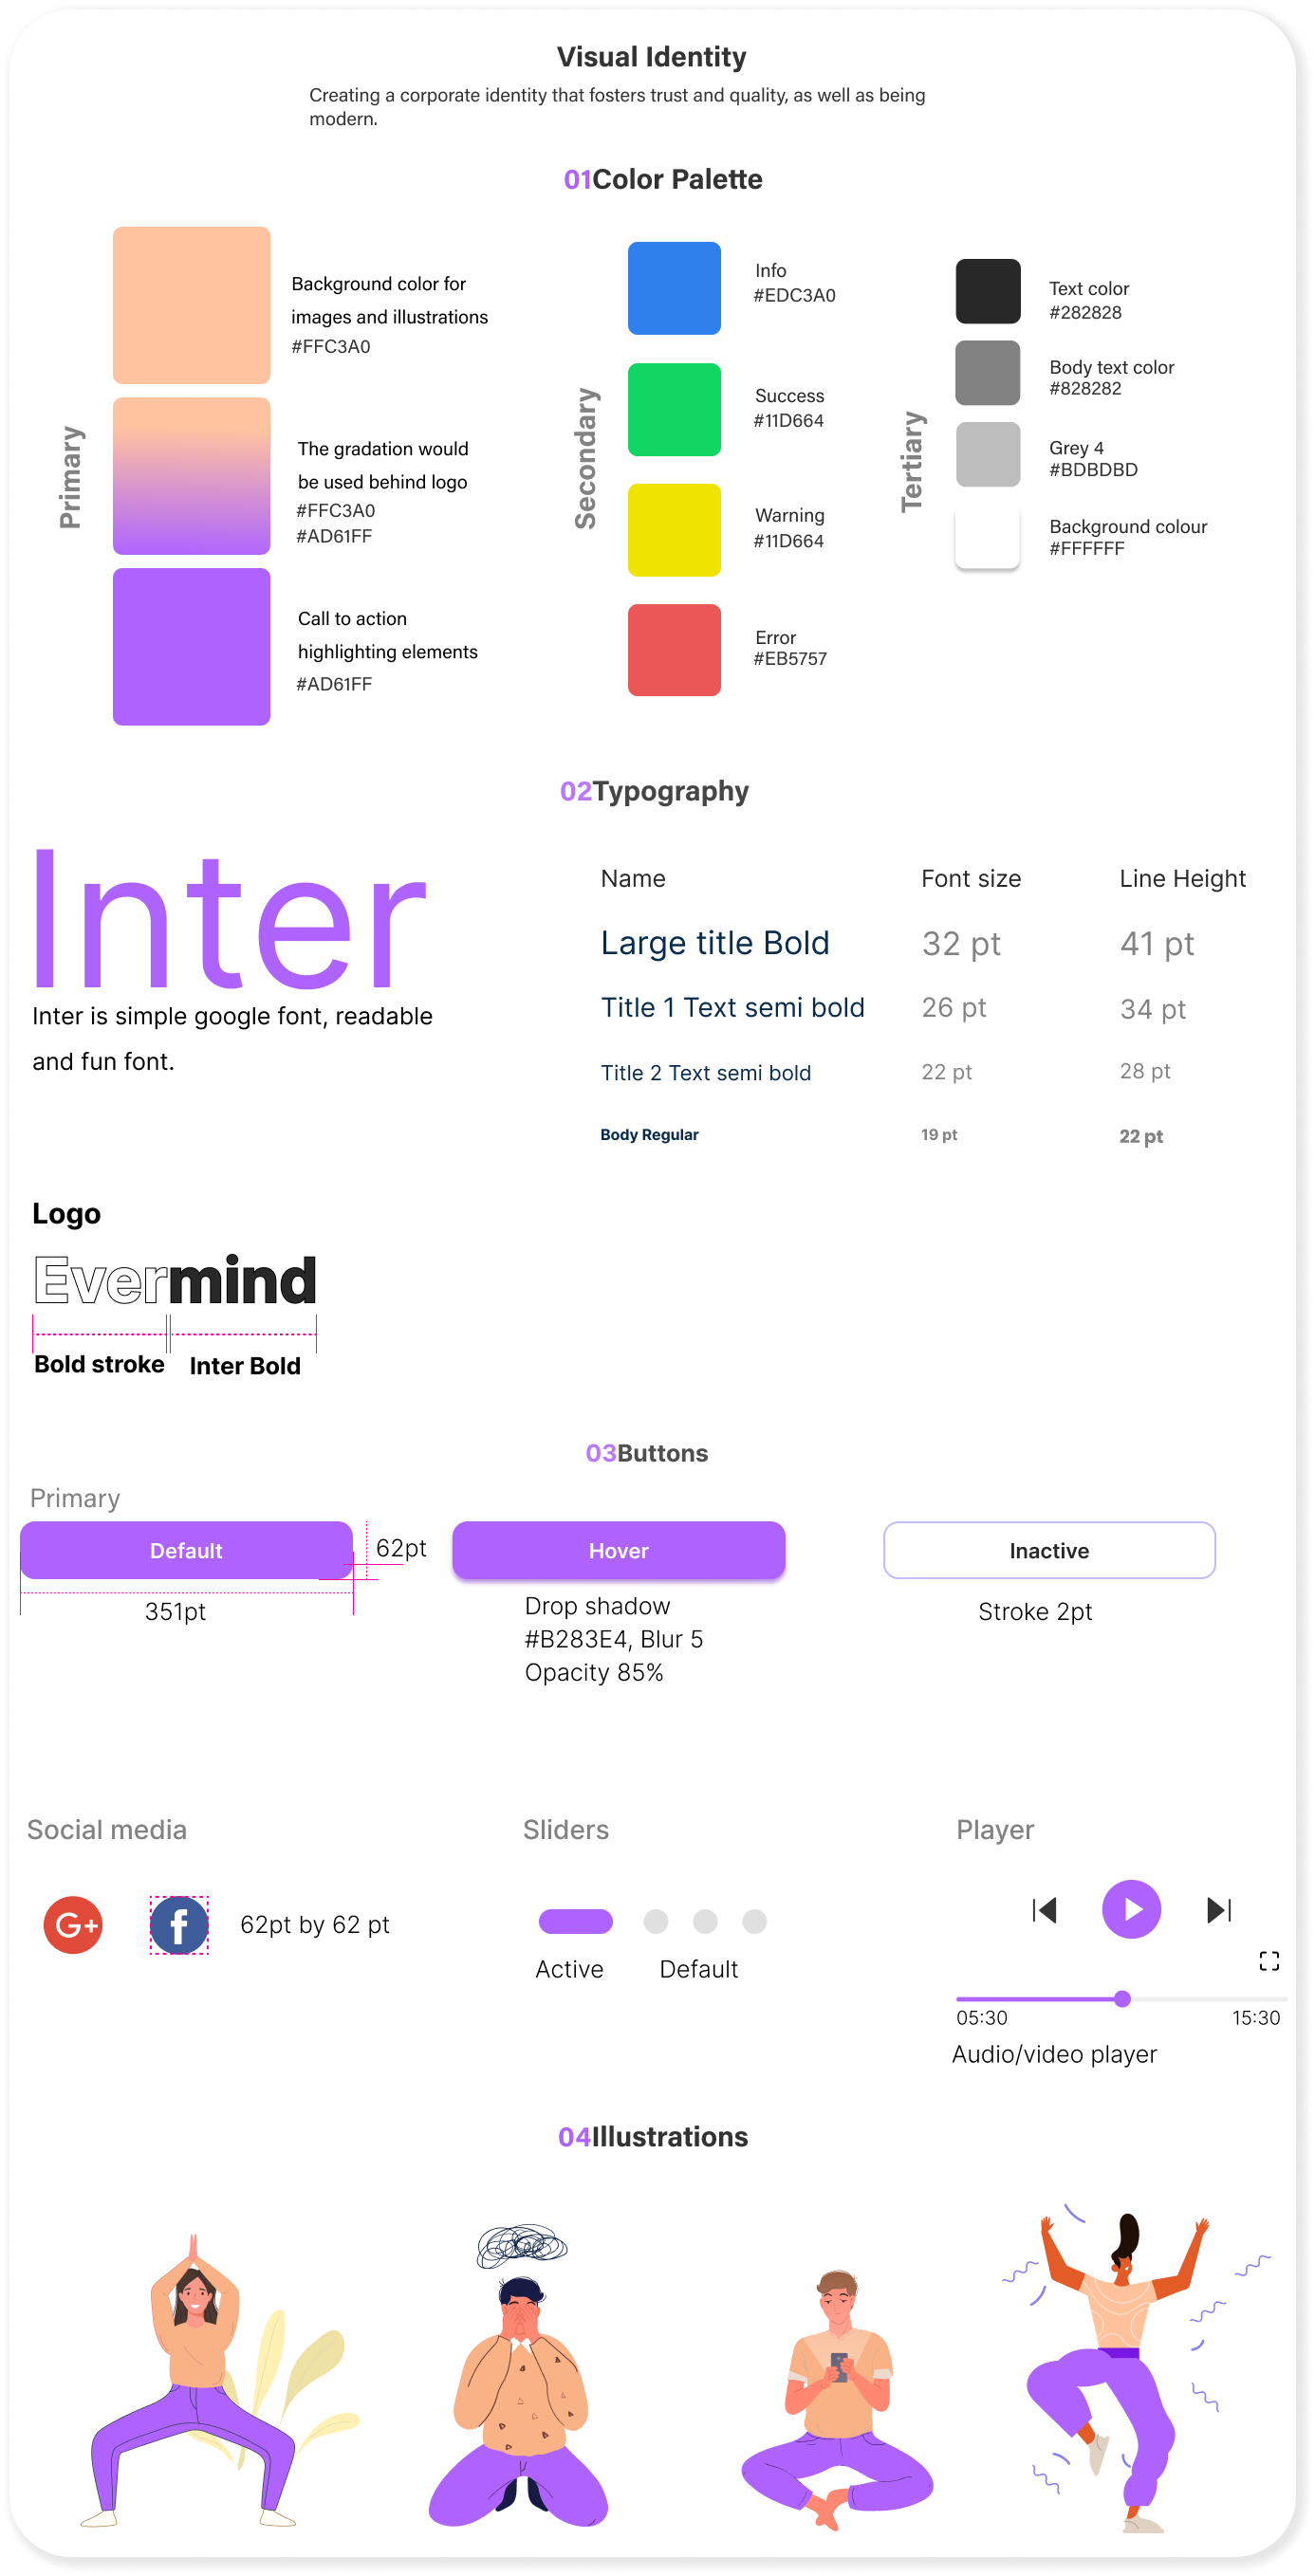 Visual Identity
Creating a corporate identity that fosters trust and quality, as well as being
modern.
01Color Palette
Primary
Background color for
images and illustrations
#FFC3A0
The gradation would
be used behind logo
#FFC3A0
#AD61FF
Call to action
highlighting elements
#AD61FF
Secondary
Info
#EDC3A0
Success
#11D664
Warning
#11D664
Error
#EB5757
Tertiary
Text color
#282828
Body text color
#828282
Grey 4
#BDBDBD
Background colour
#FFFFFF
02Typography
Inter
Inter is simple google font, readable
and fun font.
Name Font size Line Height
Large title Bold 32 pt 41 pt
Title 1 Text semi bold 26 pt 34 pt
Title 2 Text semi bold 22 pt 28 pt
Body Regular 19 pt 22 pt
Logo
Evermind
Bold stroke Inter Bold
03Buttons
Primary
Default
62pt
351pt
Hover
Drop shadow
#B283E4, Blur 5
Opacity 85%
Inactive
Stroke 2pt
Social media
G+ f 62pt by 62 pt
Sliders
Active Default
Player
05:30 15:30
Audio/video player
04Illustrations